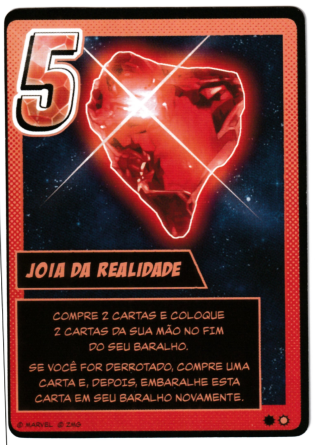 5
JOIA DA REALIDADE
COMPRE 2 CARTAS E COLOQUE
2 CARTAS DA SUA MÃO NO FIM
DO SEU BARALHO.
SE VOCÊ FOR DERROTADO, COMPRE UMA
CARTA E, DEPOIS, EMBARALHE ESTA
CARTA EM SEU BARALHO NOVAMENTE.
© MARVEL © D6G